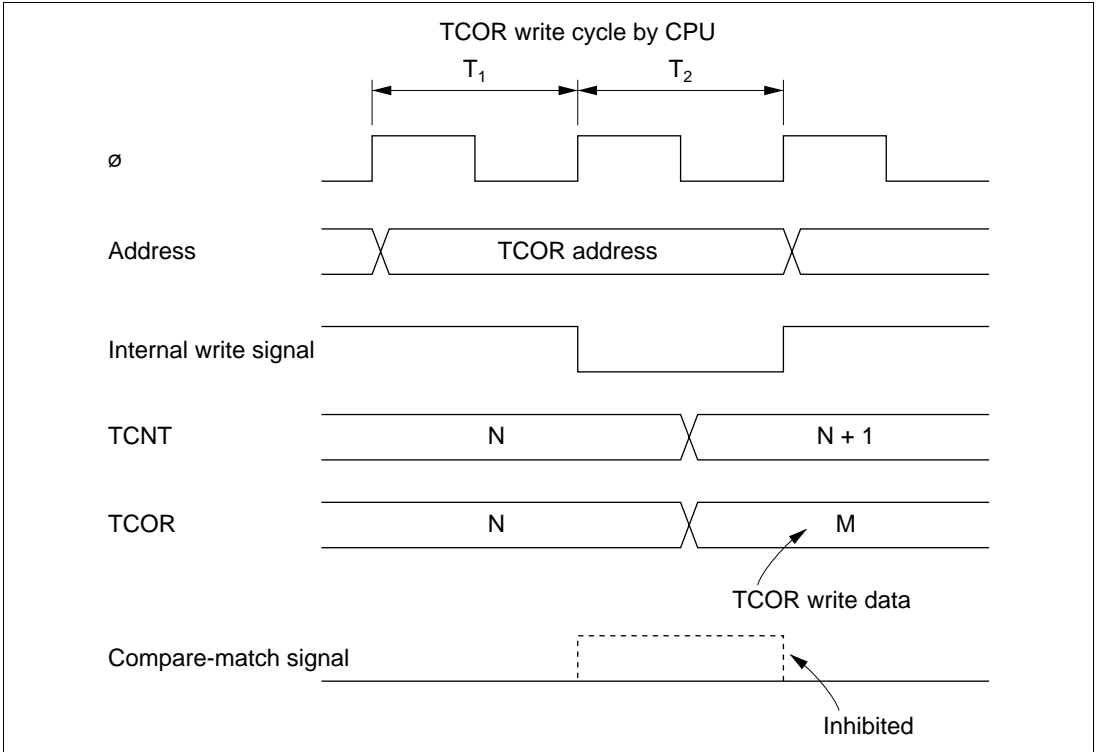 TCOR write cycle by CPU
T1 T2
ø
Address TCOR address
Internal write signal
TCNT N N + 1
TCOR N M
TCOR write data
Compare-match signal
Inhibited